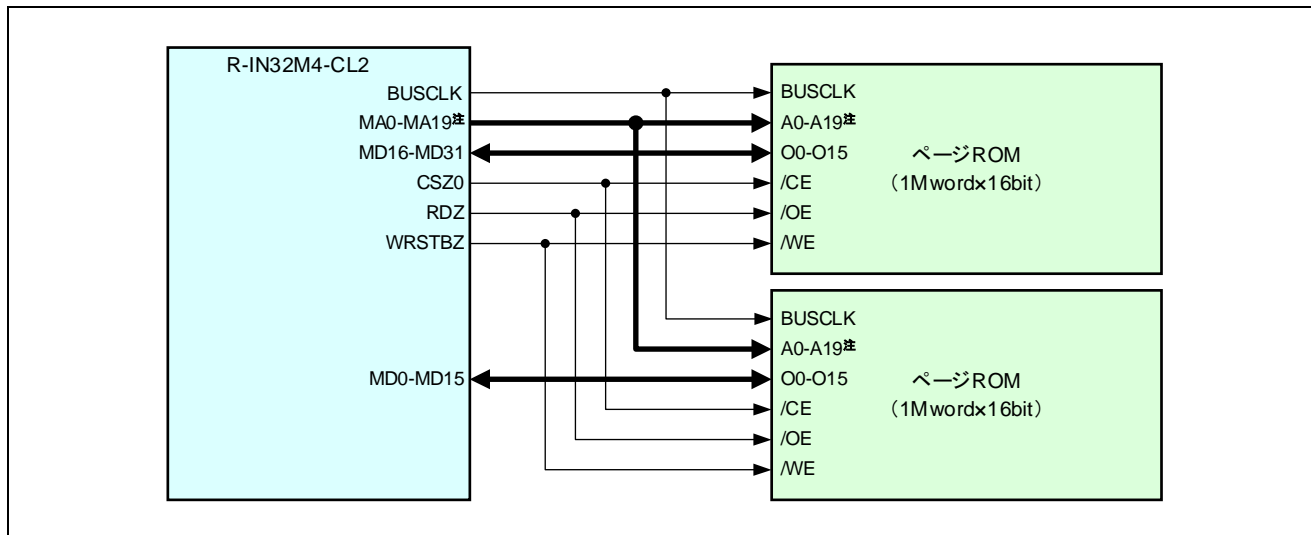 R-IN32M4-CL2
BUSCLK
MA0-MA19注
MD16-MD31
CSZ0
RDZ
WRSTBZ
MD0-MD15
BUSCLK
A0-A19注
O0-O15
/CE
/OE
/WE
ページROM
（1Mword×16bit）
BUSCLK
A0-A19注
O0-O15
/CE
/OE
/WE
ページROM
（1Mword×16bit）